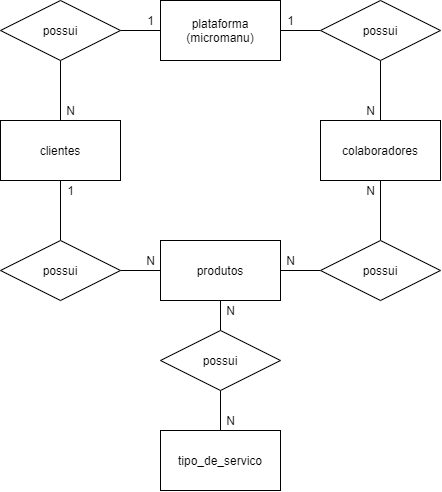 possui
1
plataforma
(micromanu)
1
possui
N
N
clientes
colaboradores
1
N
possui
N
produtos
N
possui
N
possui
N
tipo_de_servico